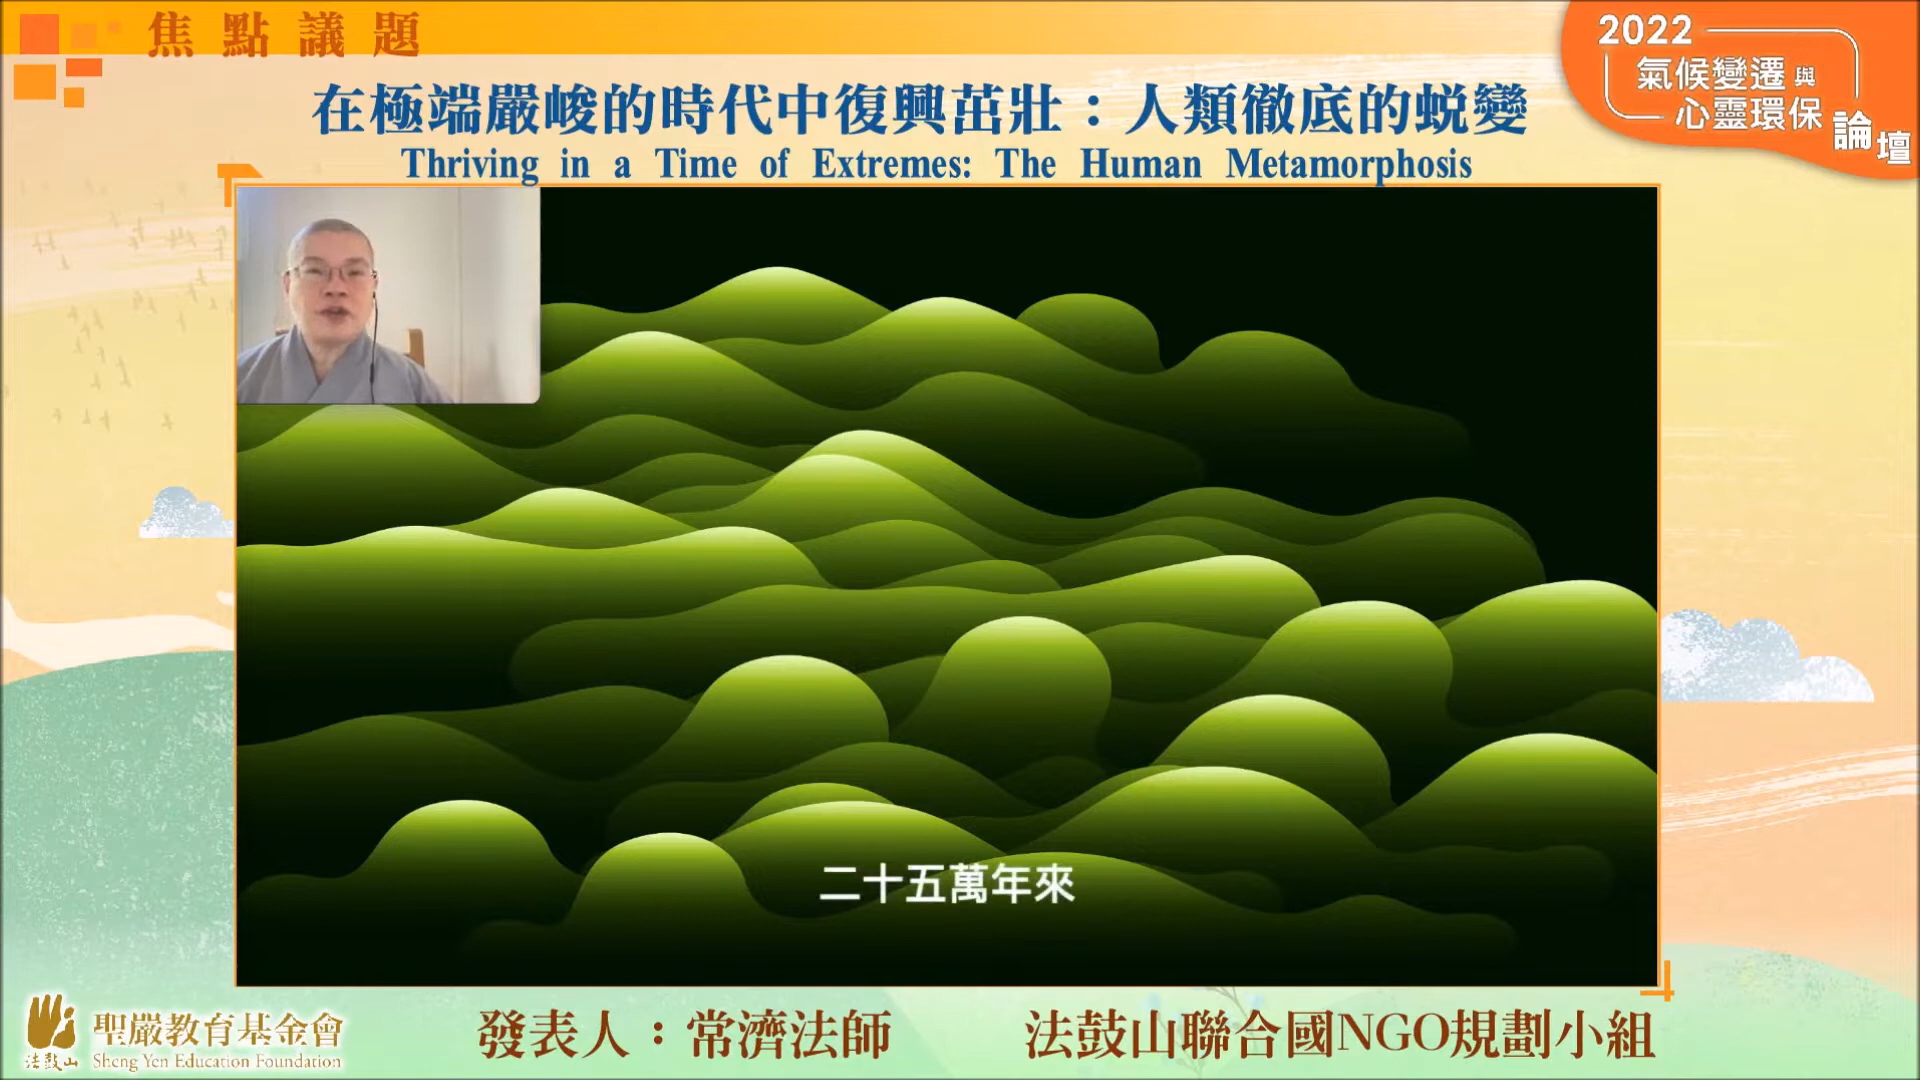 焦點議題
2022
氣候變遷與
心靈環保論壇
在極端嚴峻的時代中復興茁壯：人類徹底的蛻變
Thriving in a Time of Extremes: The Human Metamorphosis
二十五萬年來
法鼓山
聖嚴教育基金會
Sheng Yen Education Foundation
發表人：常濟法師 法鼓山聯合國NGO規劃小組